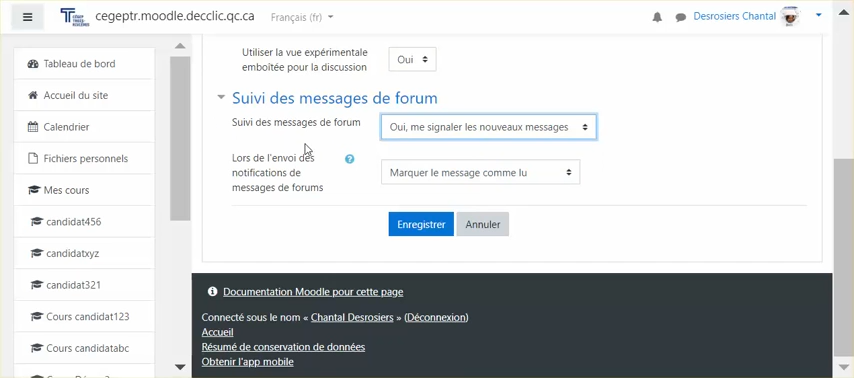 cegeptr.moodle.decclic.qc.ca
Français (fr)
Desrosiers Chantal
Tableau de bord
Accueil du site
Calendrier
Fichiers personnels
Mes cours
candidat456
candidatxyz
candidat321
Cours candidat123
Cours candidatabc
Utiliser la vue expérimentale
emboîtée pour la discussion
Oui
Suivi des messages de forum
Suivi des messages de forum
Oui, me signaler les nouveaux messages
Lors de l'envoi des
notifications de
messages de forums
Marquer le message comme lu
Enregistrer
Annuler
Documentation Moodle pour cette page
Connecté sous le nom « Chantal Desrosiers » (Déconnexion)
Accueil
Résumé de conservation de données
Obtenir l'app mobile